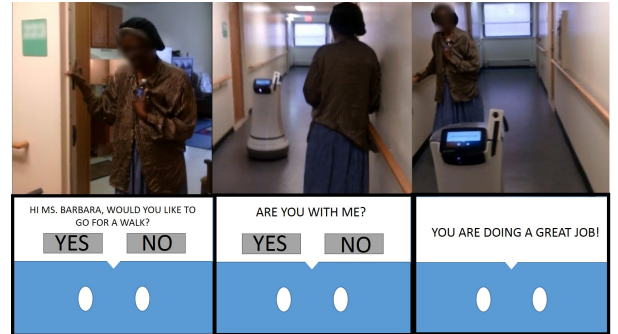 HI MS. BARBARA, WOULD YOU LIKE TO
GO FOR A WALK?
YES NO
ARE YOU WITH ME?
YES NO
YOU ARE DOING A GREAT JOB!